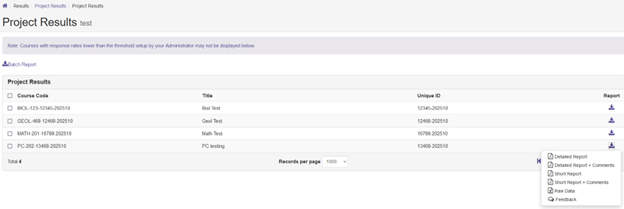 Results › Project Results › Project Results
Project Results test
Note: Courses with response rates lower than the threshold setup by your Administrator may not be displayed below
Batch Report
Project Results
Course Code Title Unique ID Report
BIOL-123-12345-202510 Biol Test 12345-202510
GEOL-489-12468-202510 Geol Test 12468-202510
MATH-201-16789-202510 Math Test 16789-202510
PC-202-13468-202510 PC testing 13468-202510
Total 4 Records per page 1000
Detailed Report
Detailed Report + Comments
Short Report
Short Report + Comments
Raw Data
Feedback